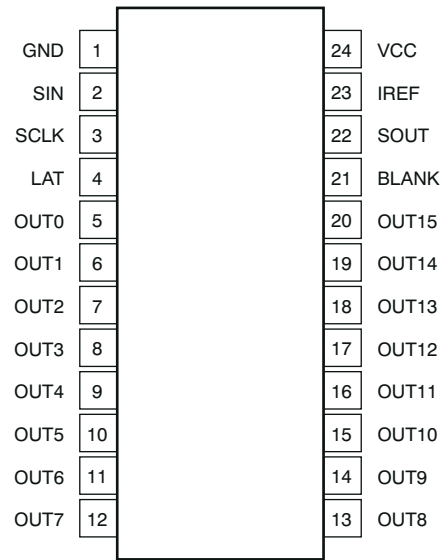 GND 1 24 VCC
SIN 2 23 IREF
SCLK 3 22 SOUT
LAT 4 21 BLANK
OUT0 5 20 OUT15
OUT1 6 19 OUT14
OUT2 7 18 OUT13
OUT3 8 17 OUT12
OUT4 9 16 OUT11
OUT5 10 15 OUT10
OUT6 11 14 OUT9
OUT7 12 13 OUT8